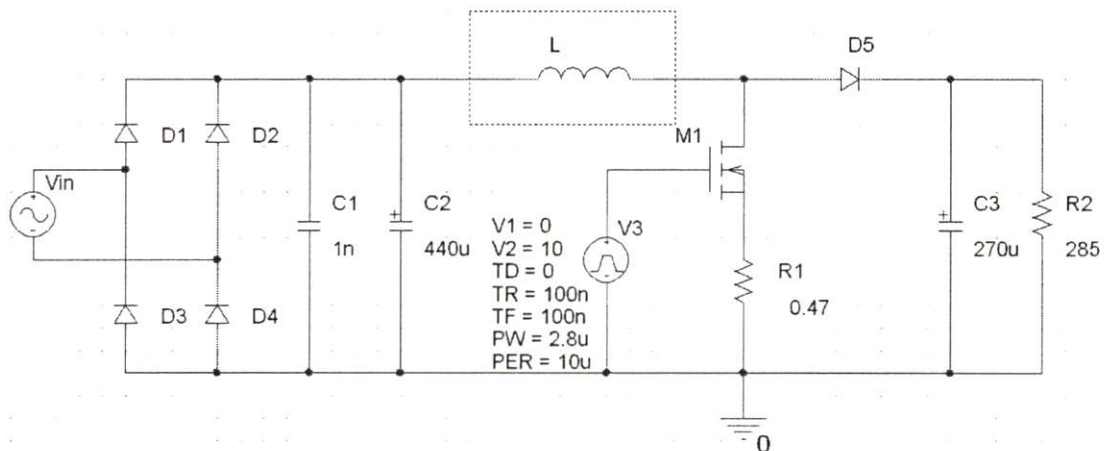 L
D5
D1
D2
M1
Vin
C1
C2
V3
C3
R2
1n
440u
V1 = 0
V2 = 10
TD = 0
TR = 100n
TF = 100n
PW = 2.8u
PER = 10u
R1
0.47
270u
285
D3
D4
0